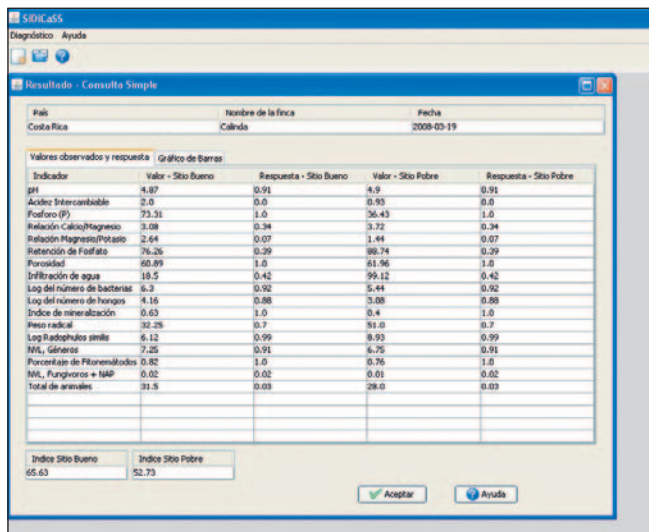 SIDICaSS
Diagnóstico Ayuda
Resultado - Consulta Simple
País Nombre de la finca Fecha
Costa Rica Calinda 2008-03-19
Valores observados y respuesta Gráfico de Barras
Indicador Valor - Sitio Bueno Respuesta - Sitio Bueno Valor - Sitio Pobre Respuesta - Sitio Pobre
pH 4.87 0.91 4.9 0.91
Acidez Intercambiable 2.0 0.0 0.93 0.0
Fosforo (P) 73.31 1.0 36.43 1.0
Relación Calcio/Magnesio 3.08 0.34 3.72 0.34
Relación Magnesio/Potasio 2.64 0.07 1.44 0.07
Retención de Fosfato 76.26 0.39 88.74 0.39
Porosidad 60.89 1.0 61.96 1.0
Infiltración de agua 18.5 0.42 99.12 0.42
Log del número de bacterias 6.3 0.92 5.44 0.92
Log del número de hongos 4.16 0.88 3.08 0.88
Indice de mineralización 0.63 1.0 0.4 1.0
Peso radical 32.25 0.7 51.0 0.7
Log Radophulus similis 6.12 0.99 8.93 0.99
NVL, Géneros 7.25 0.91 6.75 0.91
Porcentaje de Fitonemátodos 0.82 1.0 0.76 1.0
NVL, Fungivoros + NAP 0.02 0.02 0.01 0.02
Total de animales 31.5 0.03 28.0 0.03
Indice Sitio Bueno Indice Sitio Pobre
65.63 52.73
Aceptar Ayuda